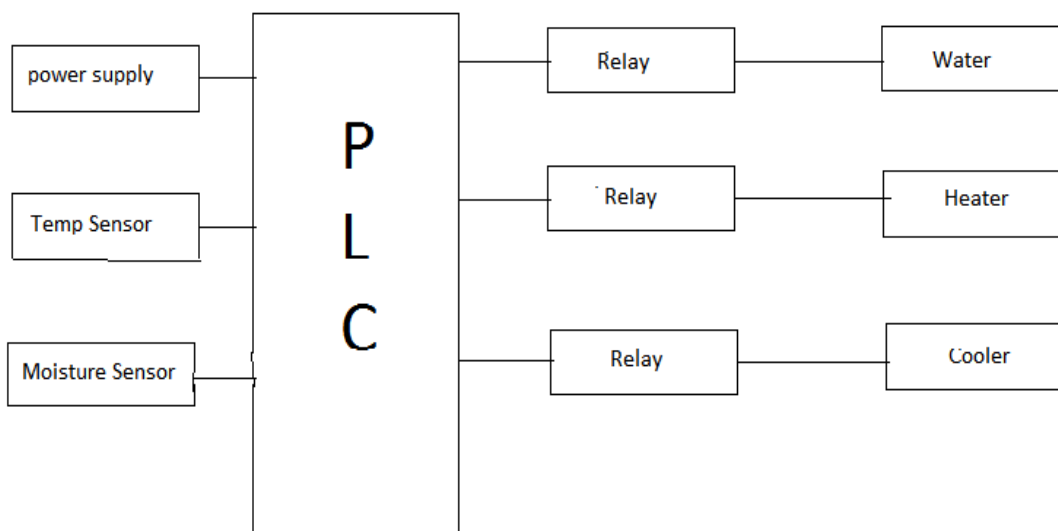 power supply
Temp Sensor
Moisture Sensor
P
L
C
Relay
Water
Relay
Heater
Relay
Cooler